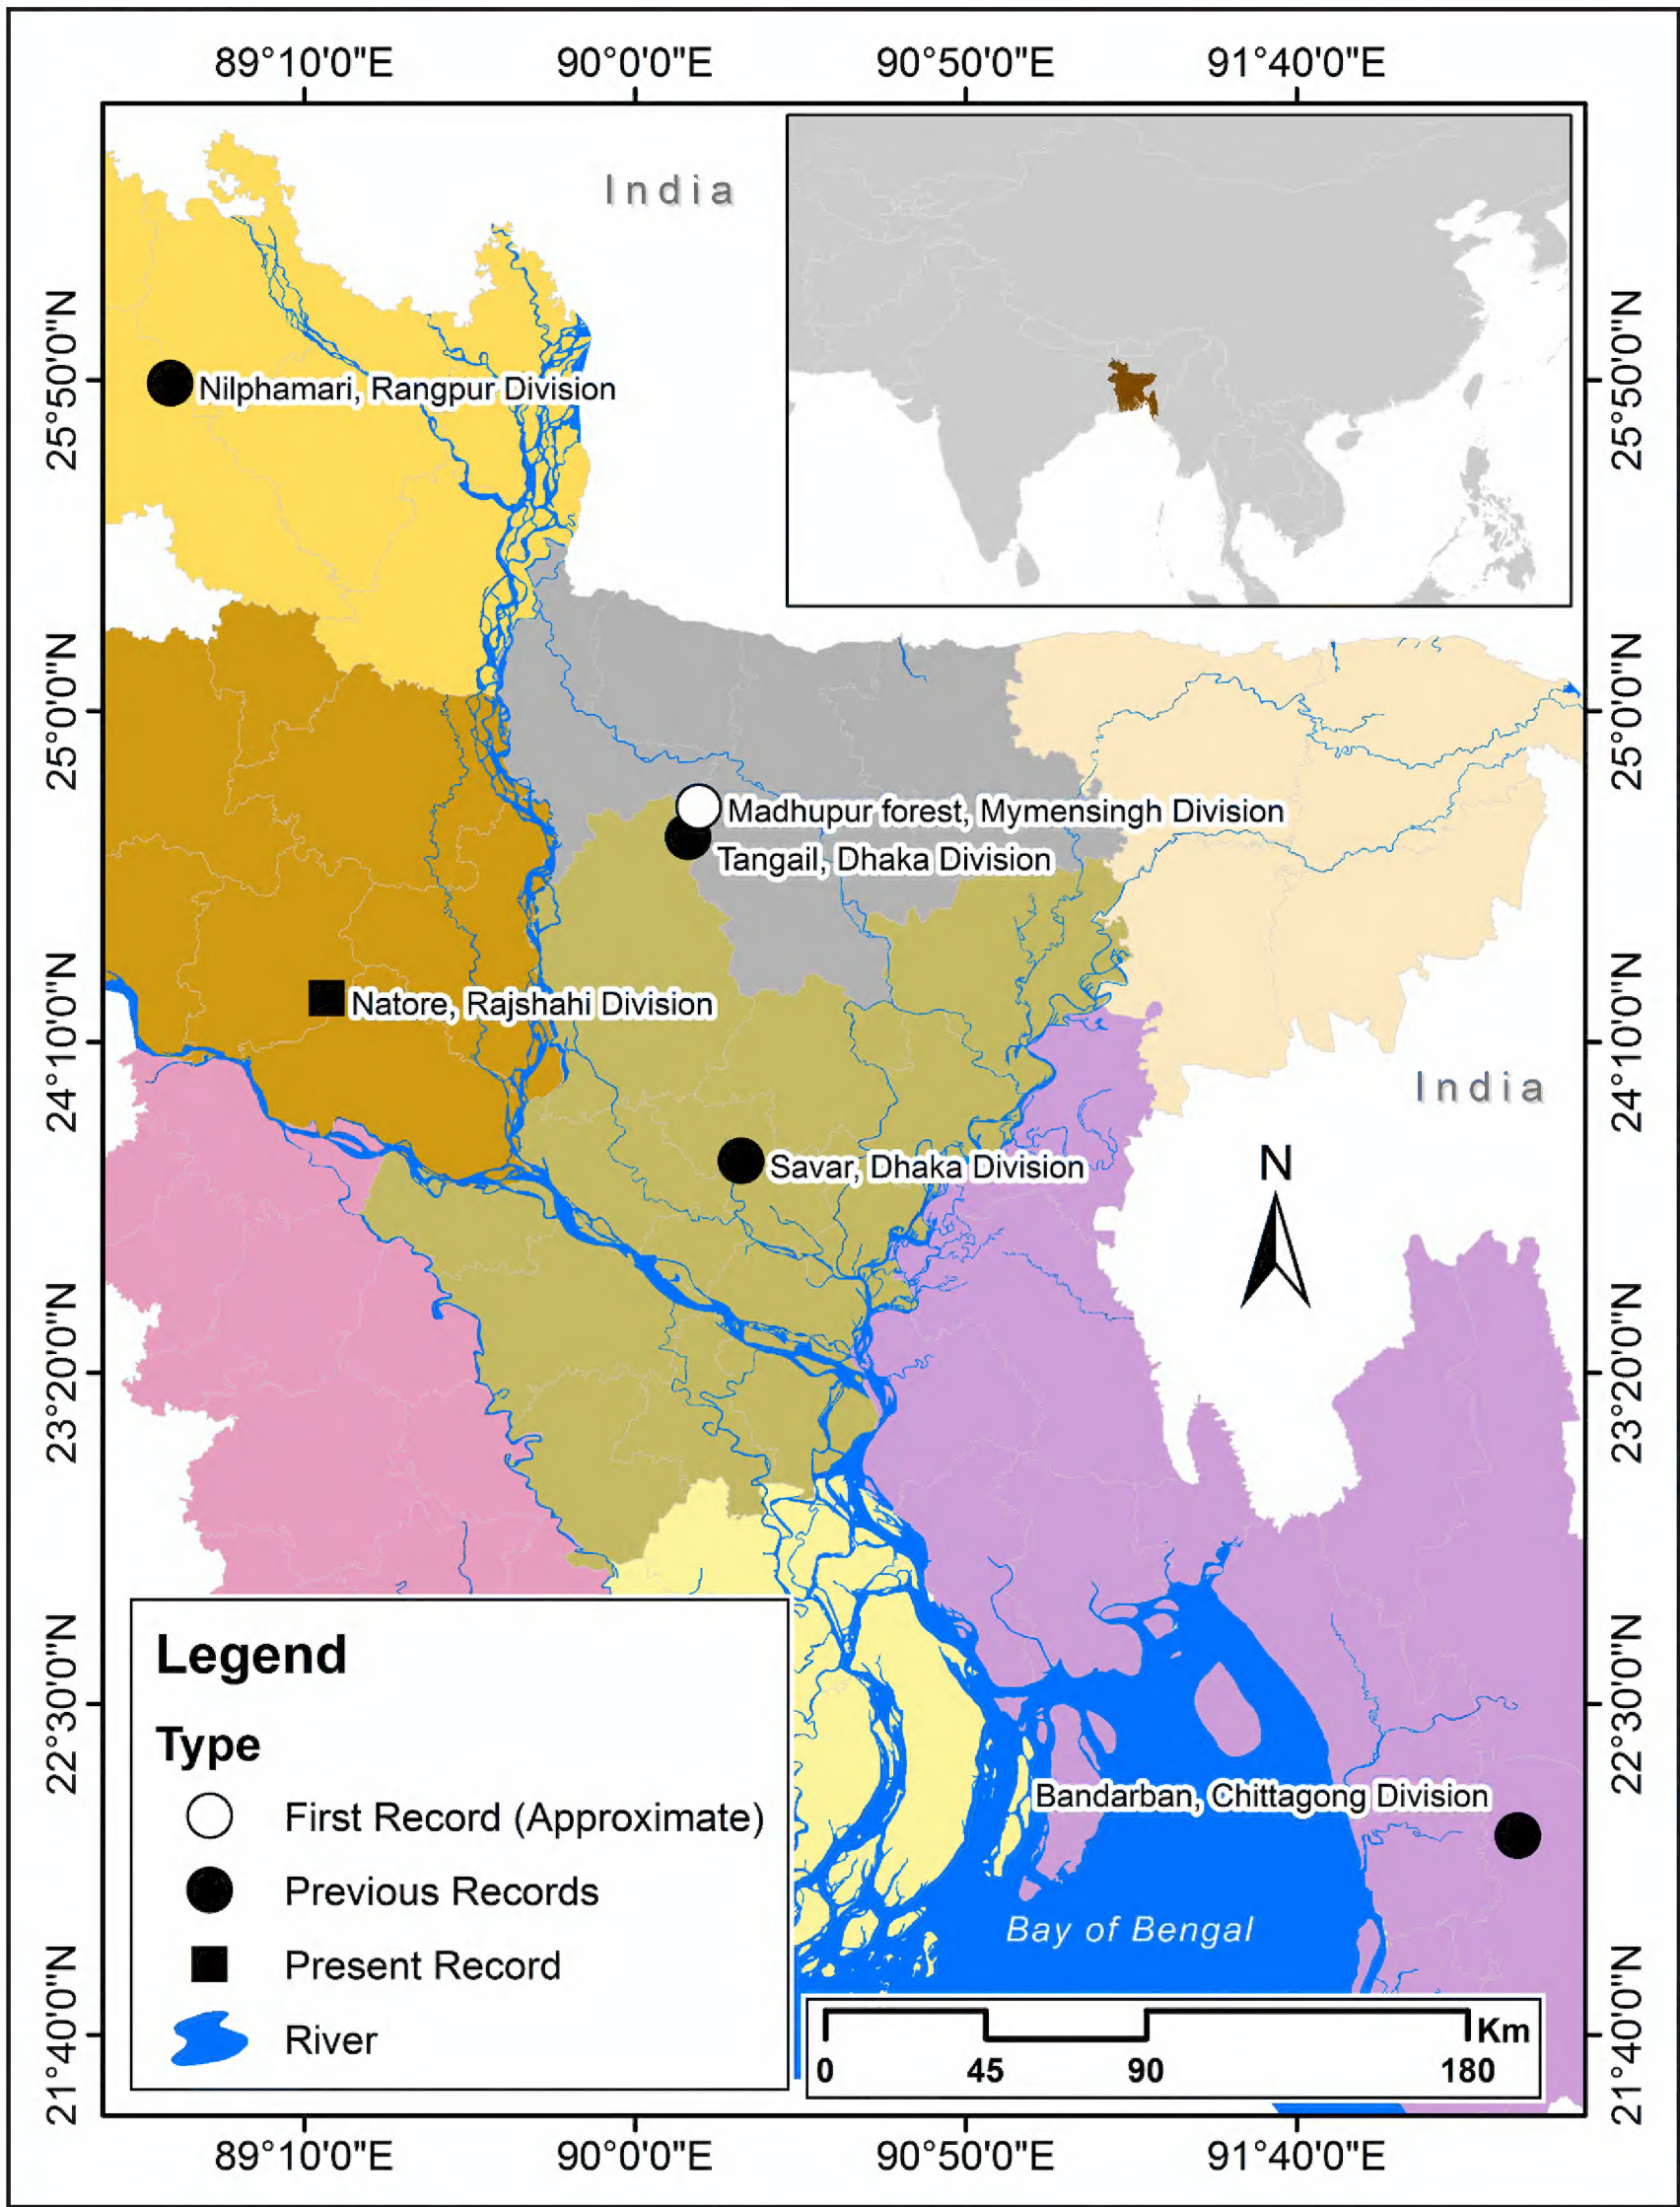 89°10'0"E 90°0'0"E 90°50'0"E 91°40'0"E
India
25°50'0"N 25°50'0"N
Nilphamari, Rangpur Division
25°0'0"N 25°0'0"N
Madhupur forest, Mymensingh Division
Tangail, Dhaka Division
24°10'0"N 24°10'0"N
Natore, Rajshahi Division
India
N
Savar, Dhaka Division
23°20'0"N 23°20'0"N
Legend
Type
22°30'0"N 22°30'0"N
Bandarban, Chittagong Division
First Record (Approximate)
Previous Records
Bay of Bengal
Present Record
River
21°40'0"N 21°40'0"N
Km
0 45 90 180
89°10'0"E 90°0'0"E 90°50'0"E 91°40'0"E